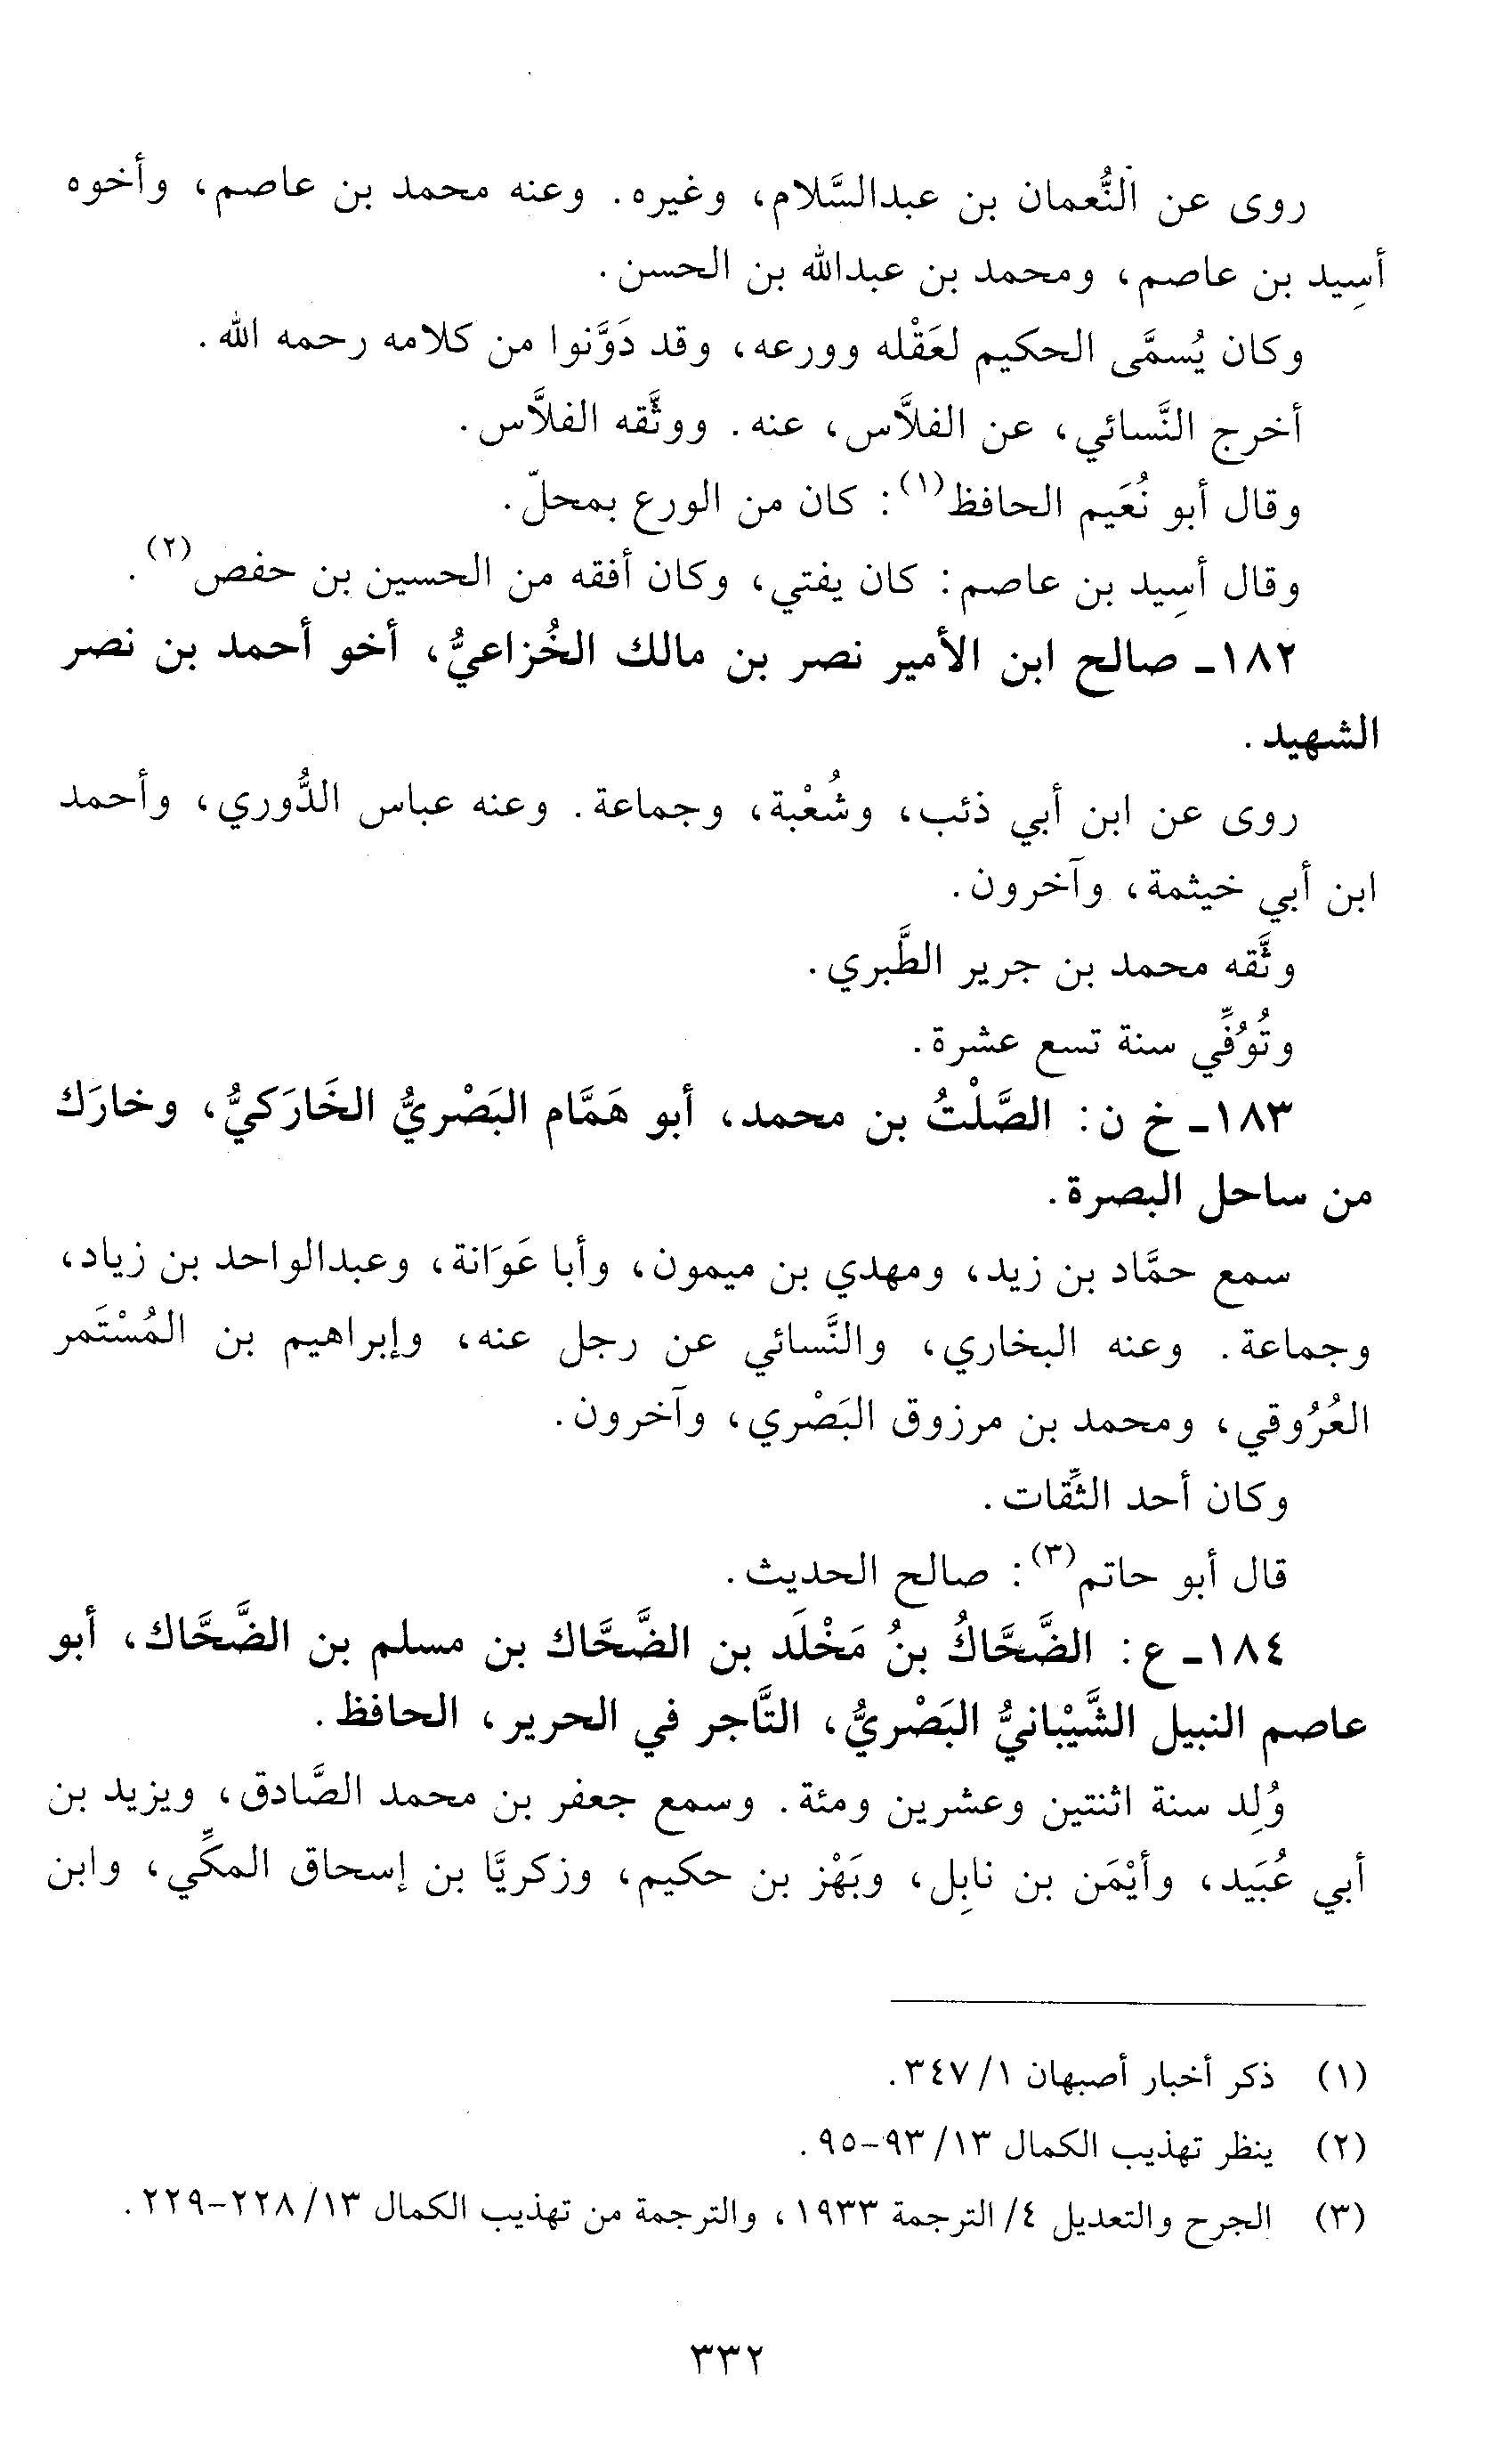 روى عن النُّعمان بن عبدالسَّلام، وغيره. وعنه محمد بن عاصم، وأخوه
أسِيد بن عاصم، ومحمد بن عبدالله بن الحسن.
وكان يُسمَّى الحكيم لعَقْله وورعه، وقد دَوَّنوا من كلامه رحمه الله.
أخرج النَّسائي، عن الفلاَّس، عنه. ووثَّقه الفلاَّس.
وقال أبو نُعَيم الحافظ(١): كان من الورع بمحلّ.
وقال أسِيد بن عاصم: كان يفتي، وكان أفقه من الحسين بن حفص(٢).
١٨٢- صالح ابن الأمير نصر بن مالك الخُزاعيُّ، أخو أحمد بن نصر
الشهيد.
روى عن ابن أبي ذئب، وشُعْبة، وجماعة. وعنه عباس الدُّوري، وأحمد
ابن أبي خيثمة، وآخرون.
وثَّقه محمد بن جرير الطَّبري.
وتُوُفِّي سنة تسع عشرة.
١٨٣- خ ن: الصَّلْتُ بن محمد، أبو هَمَّام البَصْريُّ الخَارَكيُّ، وخارَك
من ساحل البصرة.
سمع حمَّاد بن زيد، ومهدي بن ميمون، وأبا عَوَانة، وعبدالواحد بن زياد،
وجماعة. وعنه البخاري، والنَّسائي عن رجل عنه، وإبراهيم بن المُسْتَمر
العُرُوقي، ومحمد بن مرزوق البَصْري، وآخرون.
وكان أحد الثِّقات.
قال أبو حاتم(٣): صالح الحديث.
١٨٤- ع: الضَّحَّاكُ بنُ مَخْلَد بن الضَّحَّاك بن مسلم بن الضَّحَّاك، أبو
عاصم النبيل الشَّيْبانيُّ البَصْريُّ، التَّاجر في الحرير، الحافظ.
وُلِد سنة اثنتين وعشرين ومئة. وسمع جعفر بن محمد الصَّادق، ويزيد بن
أبي عُبَيد، وأيْمَن بن نابِل، وبَهْز بن حكيم، وزكريَّا بن إسحاق المكِّي، وابن
(١) ذكر أخبار أصبهان ١/ ٣٤٧.
(٢) ينظر تهذيب الكمال ١٣/ ٩٣-٩٥.
(٣) الجرح والتعديل ٤/ الترجمة ١٩٣٣، والترجمة من تهذيب الكمال ١٣/ ٢٢٨-٢٢٩.
٣٣٢